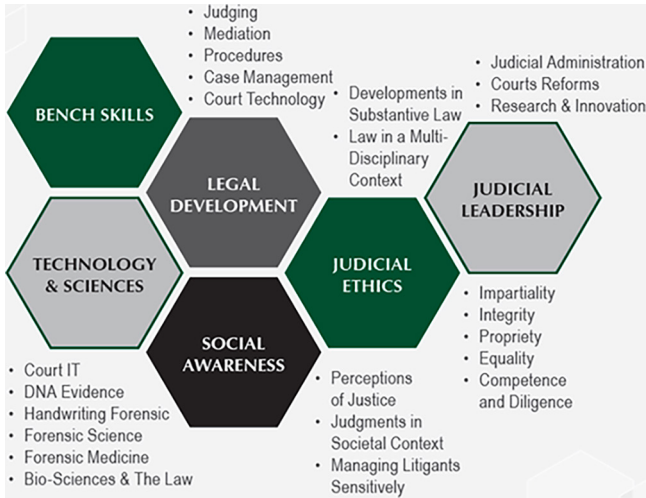 • Judging
• Mediation
• Procedures
• Case Management
• Court Technology
BENCH SKILLS
• Developments in
Substantive Law
• Law in a Multi-
Disciplinary
Context
LEGAL
DEVELOPMENT
• Judicial Administration
• Courts Reforms
• Research & Innovation
JUDICIAL
LEADERSHIP
TECHNOLOGY
& SCIENCES
JUDICIAL
ETHICS
• Impartiality
• Integrity
• Propriety
• Equality
• Competence
and Diligence
SOCIAL
AWARENESS
• Court IT
• DNA Evidence
• Handwriting Forensic
• Forensic Science
• Forensic Medicine
• Bio-Sciences & The Law
• Perceptions
of Justice
• Judgments in
Societal Context
• Managing Litigants
Sensitively